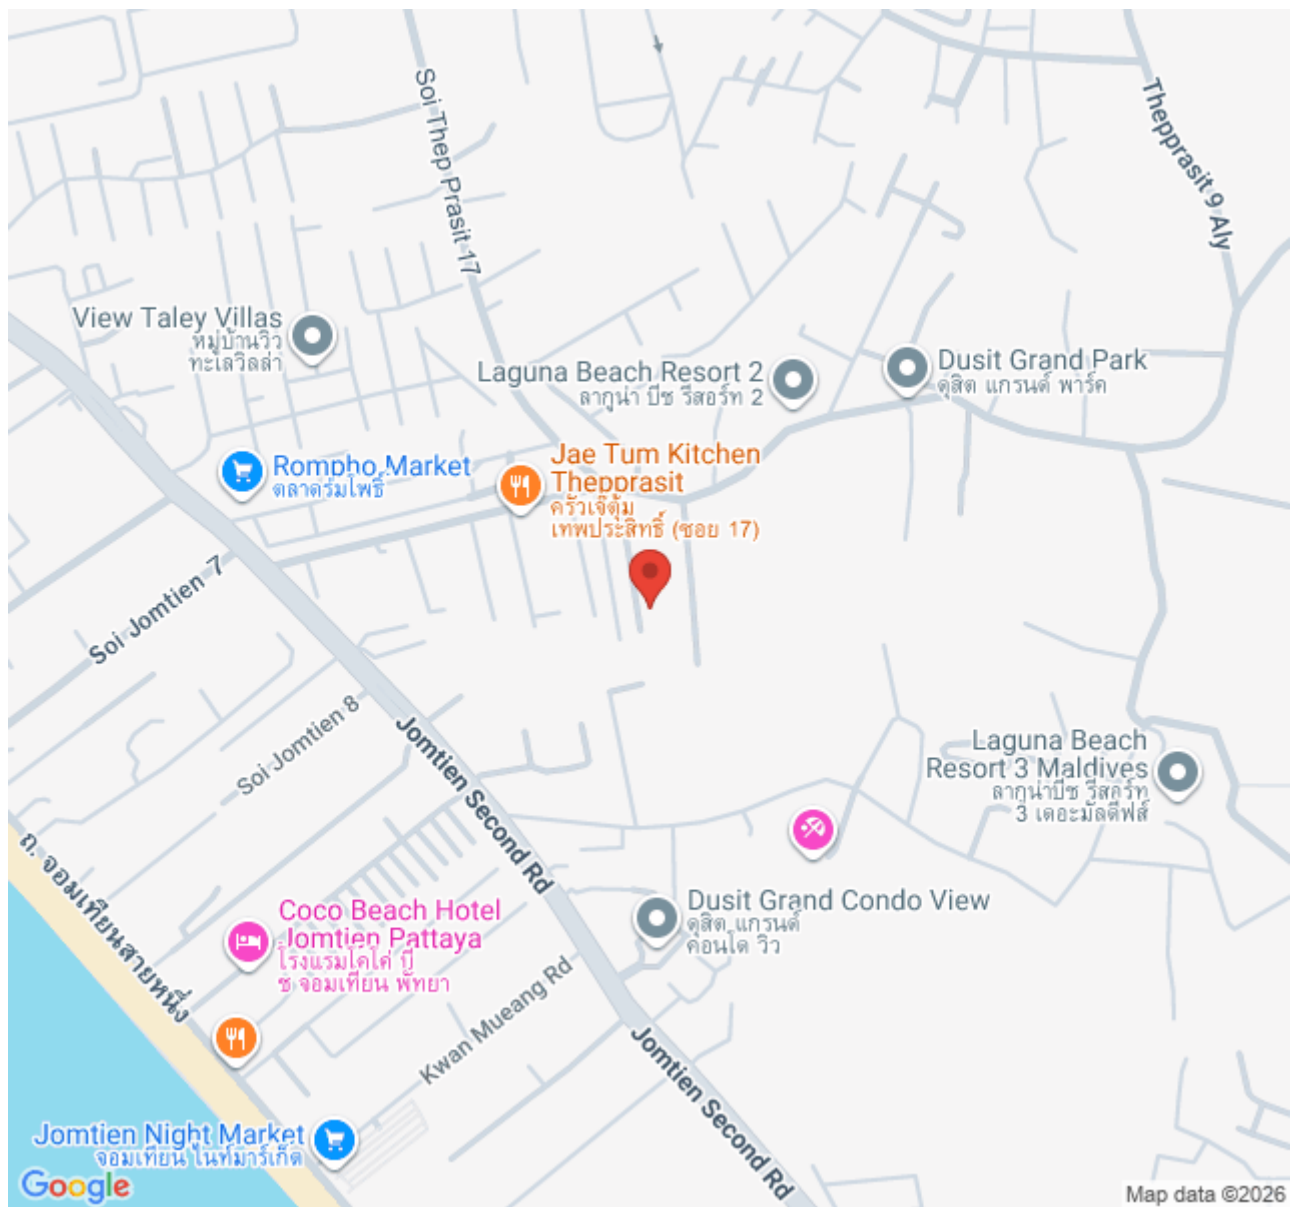 Soi Thep Prasit 17
Thepprasit 9 Aly
View Taley Villas
หมู่บ้านวิว
ทะเลวิลล่า
Laguna Beach Resort 2
ลากูน่า บีช รีสอร์ท 2
Dusit Grand Park
ดุสิต แกรนด์ พาร์ค
Rompho Market
ตลาดร่มโพธิ์
Jae Tum Kitchen
Thepprasit
ครัวเจ๊ตุ้ม
เทพประสิทธิ์ (ซอย 17)
Soi Jomtien 7
Soi Jomtien 8
Jomtien Second Rd
Laguna Beach
Resort 3 Maldives
ลากูน่าบีช รีสอร์ท
3 เดอะมัลดีฟส์
ถ. จอมเทียนสายหนึ่ง
Dusit Grand Condo View
ดุสิต แกรนด์
คอนโด วิว
Coco Beach Hotel
Jomtien Pattaya
โรงแรมโคโค่ บี
ช จอมเทียน พัทยา
Kwan Mueang Rd
Jomtien Second Rd
Jomtien Night Market
จอมเทียน ไนท์มาร์เก็ต
Google
Map data ©2026